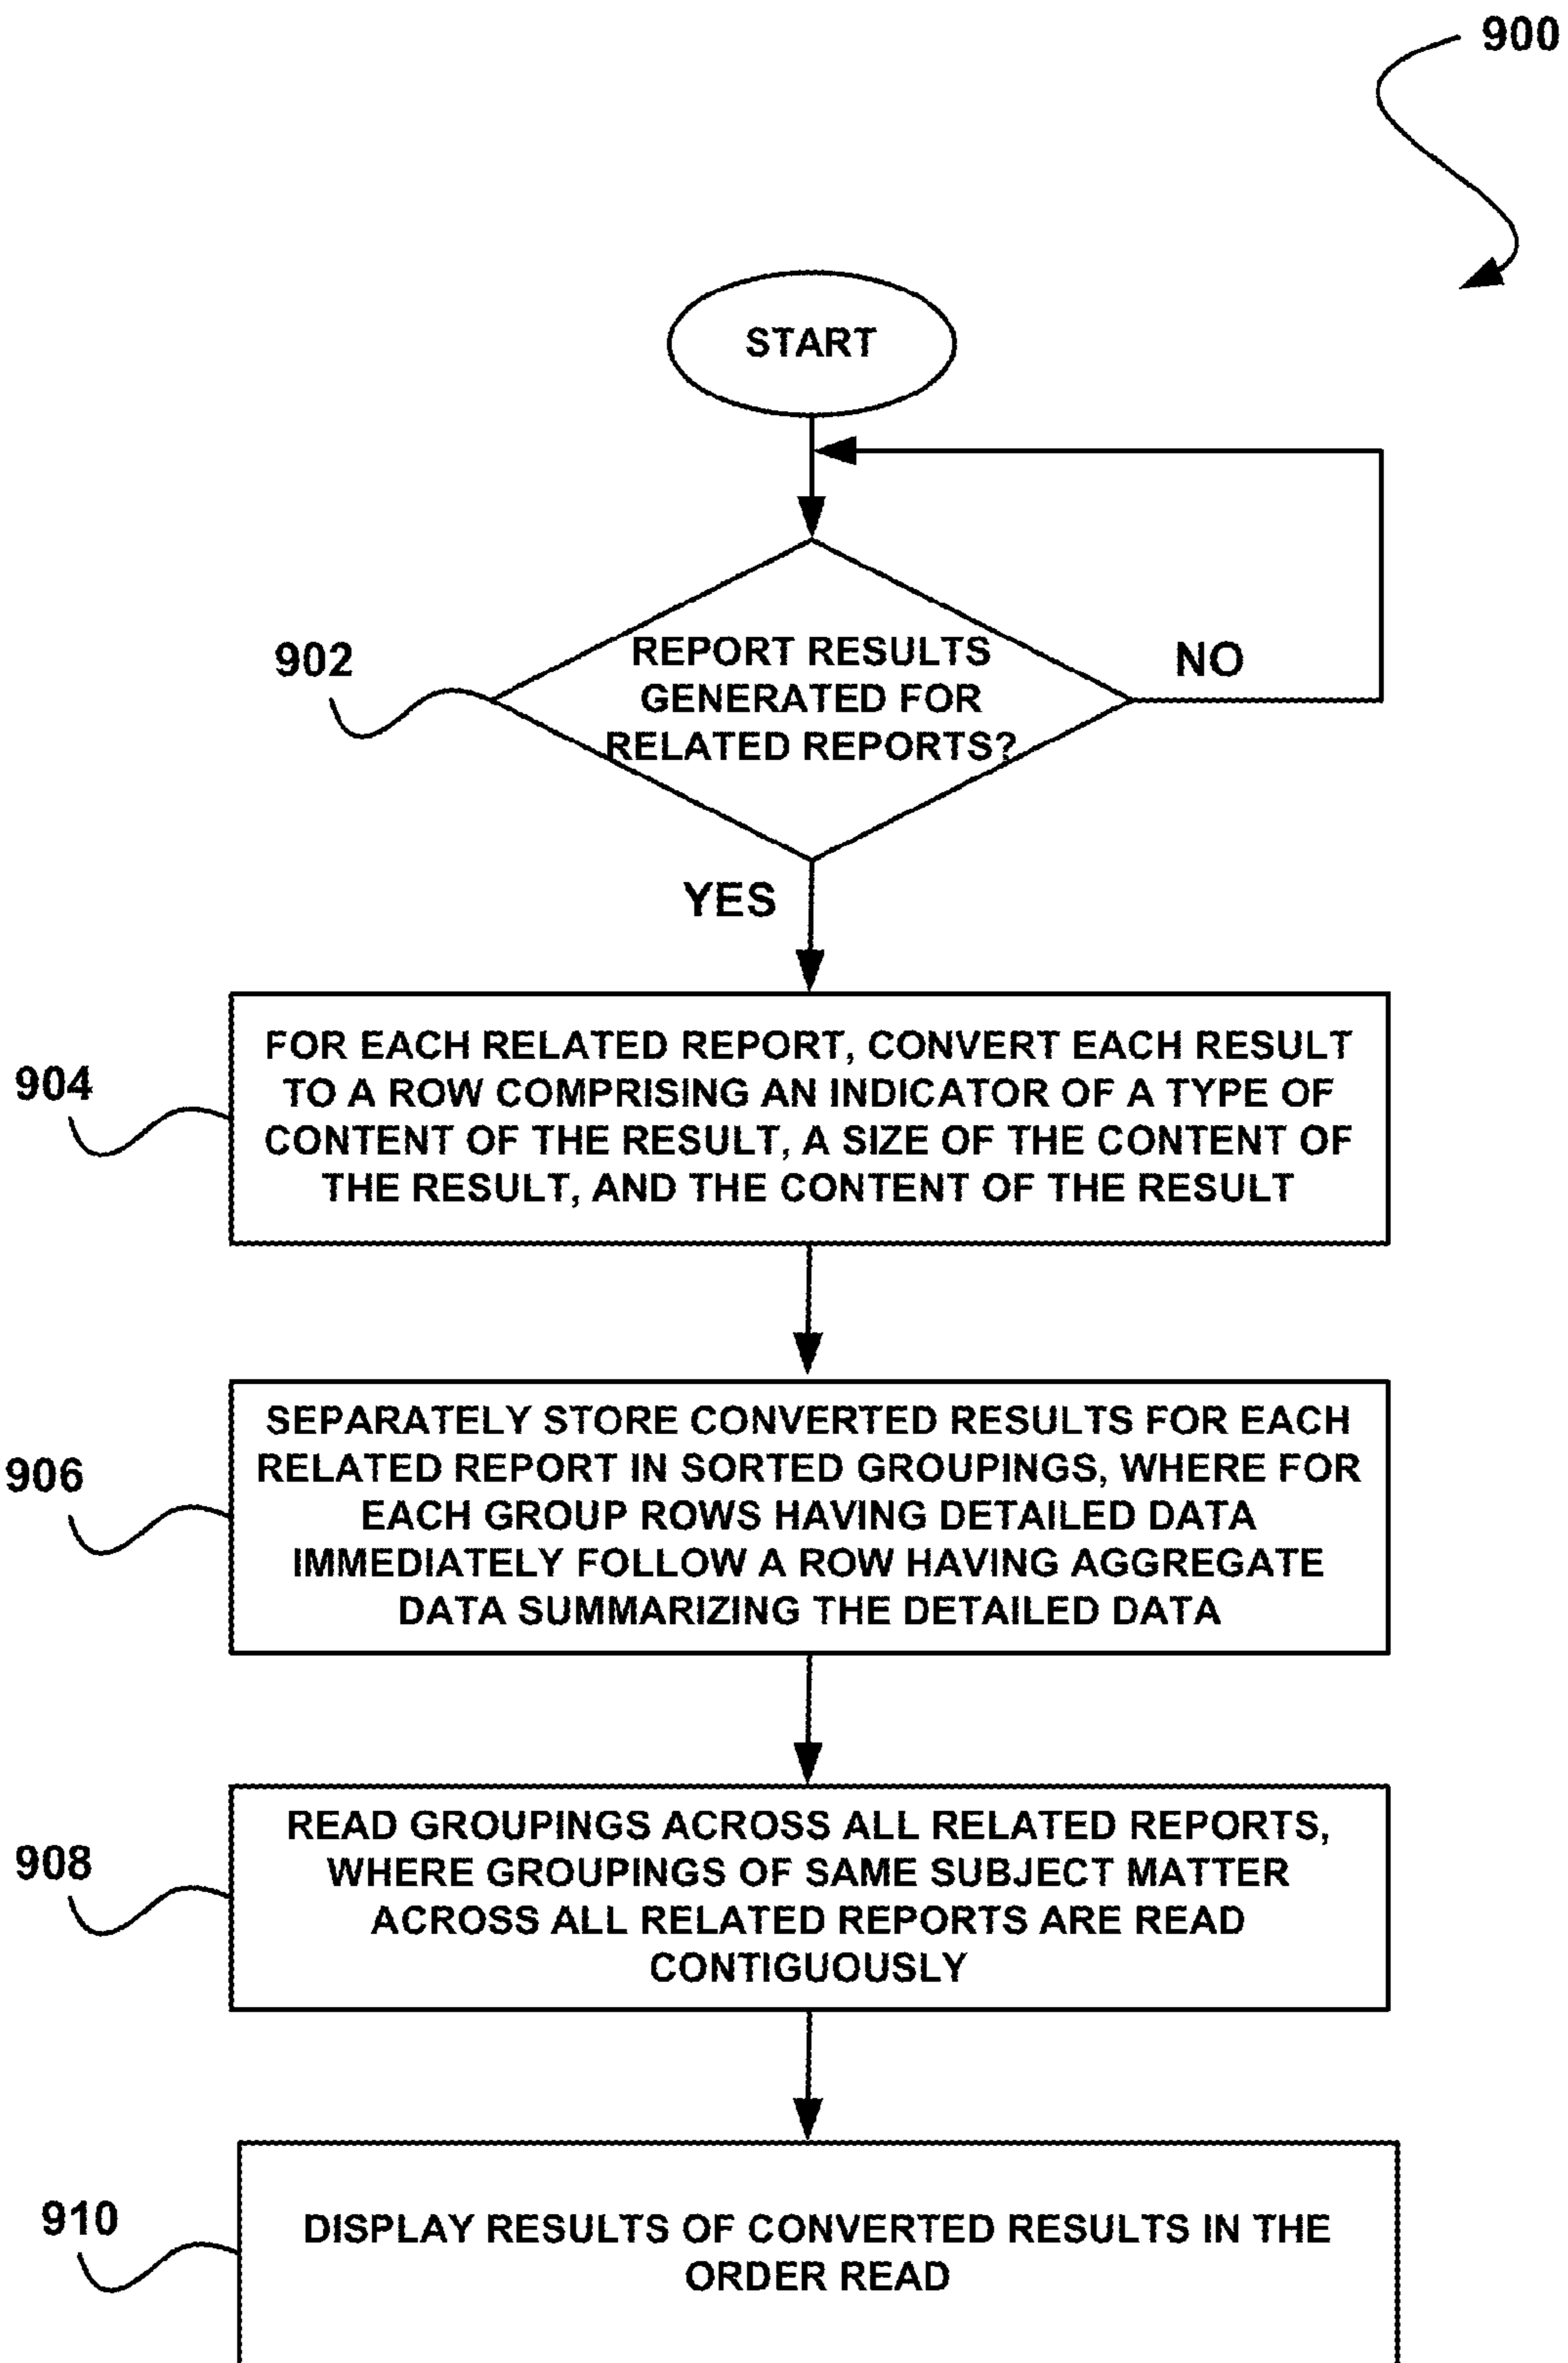 900
START
902
REPORT RESULTS
GENERATED FOR
RELATED REPORTS?
NO
YES
904
FOR EACH RELATED REPORT, CONVERT EACH RESULT
TO A ROW COMPRISING AN INDICATOR OF A TYPE OF
CONTENT OF THE RESULT, A SIZE OF THE CONTENT OF
THE RESULT, AND THE CONTENT OF THE RESULT
906
SEPARATELY STORE CONVERTED RESULTS FOR EACH
RELATED REPORT IN SORTED GROUPINGS, WHERE FOR
EACH GROUP ROWS HAVING DETAILED DATA
IMMEDIATELY FOLLOW A ROW HAVING AGGREGATE
DATA SUMMARIZING THE DETAILED DATA
908
READ GROUPINGS ACROSS ALL RELATED REPORTS,
WHERE GROUPINGS OF SAME SUBJECT MATTER
ACROSS ALL RELATED REPORTS ARE READ
CONTIGUOUSLY
910
DISPLAY RESULTS OF CONVERTED RESULTS IN THE
ORDER READ